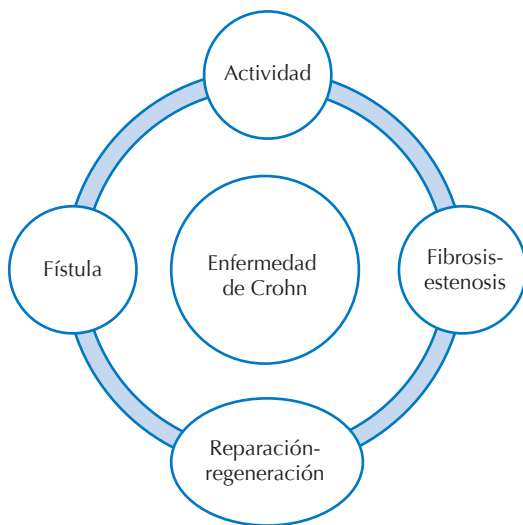 Actividad
Fístula
Enfermedad
de Crohn
Fibrosis-
estenosis
Reparación-
regeneración